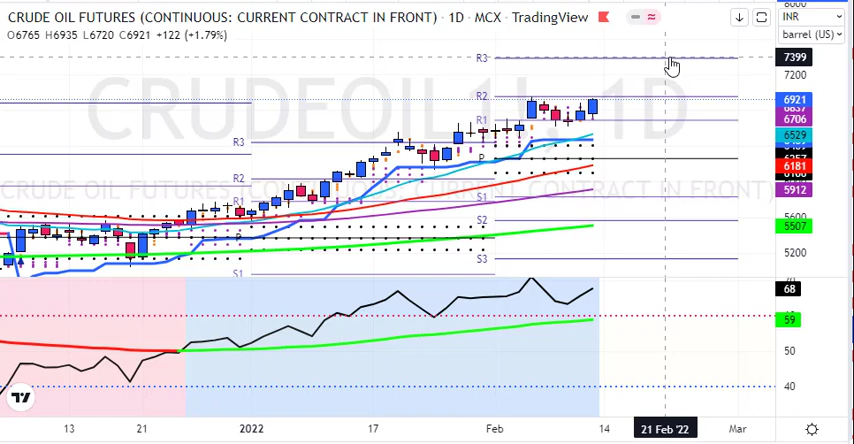 CRUDE OIL FUTURES (CONTINUOUS: CURRENT CONTRACT IN FRONT) · 1D · MCX · TradingView
O6765 H6935 L6720 C6921 +122 (+1.79%)
INR
barrel (US)
CRUDEOIL1!, 1D
CRUDE OIL FUTURES (CONTINUOUS: CURRENT CONTRACT IN FRONT)
R3
7399
7200
R2
6921
6837
R1
6706
R3
6529
P
6181
R2
R1
S1
5912
S2
5600
5507
P
S3
5200
S1
70
68
59
50
40
13
21
2022
17
Feb
14
21 Feb '22
Mar